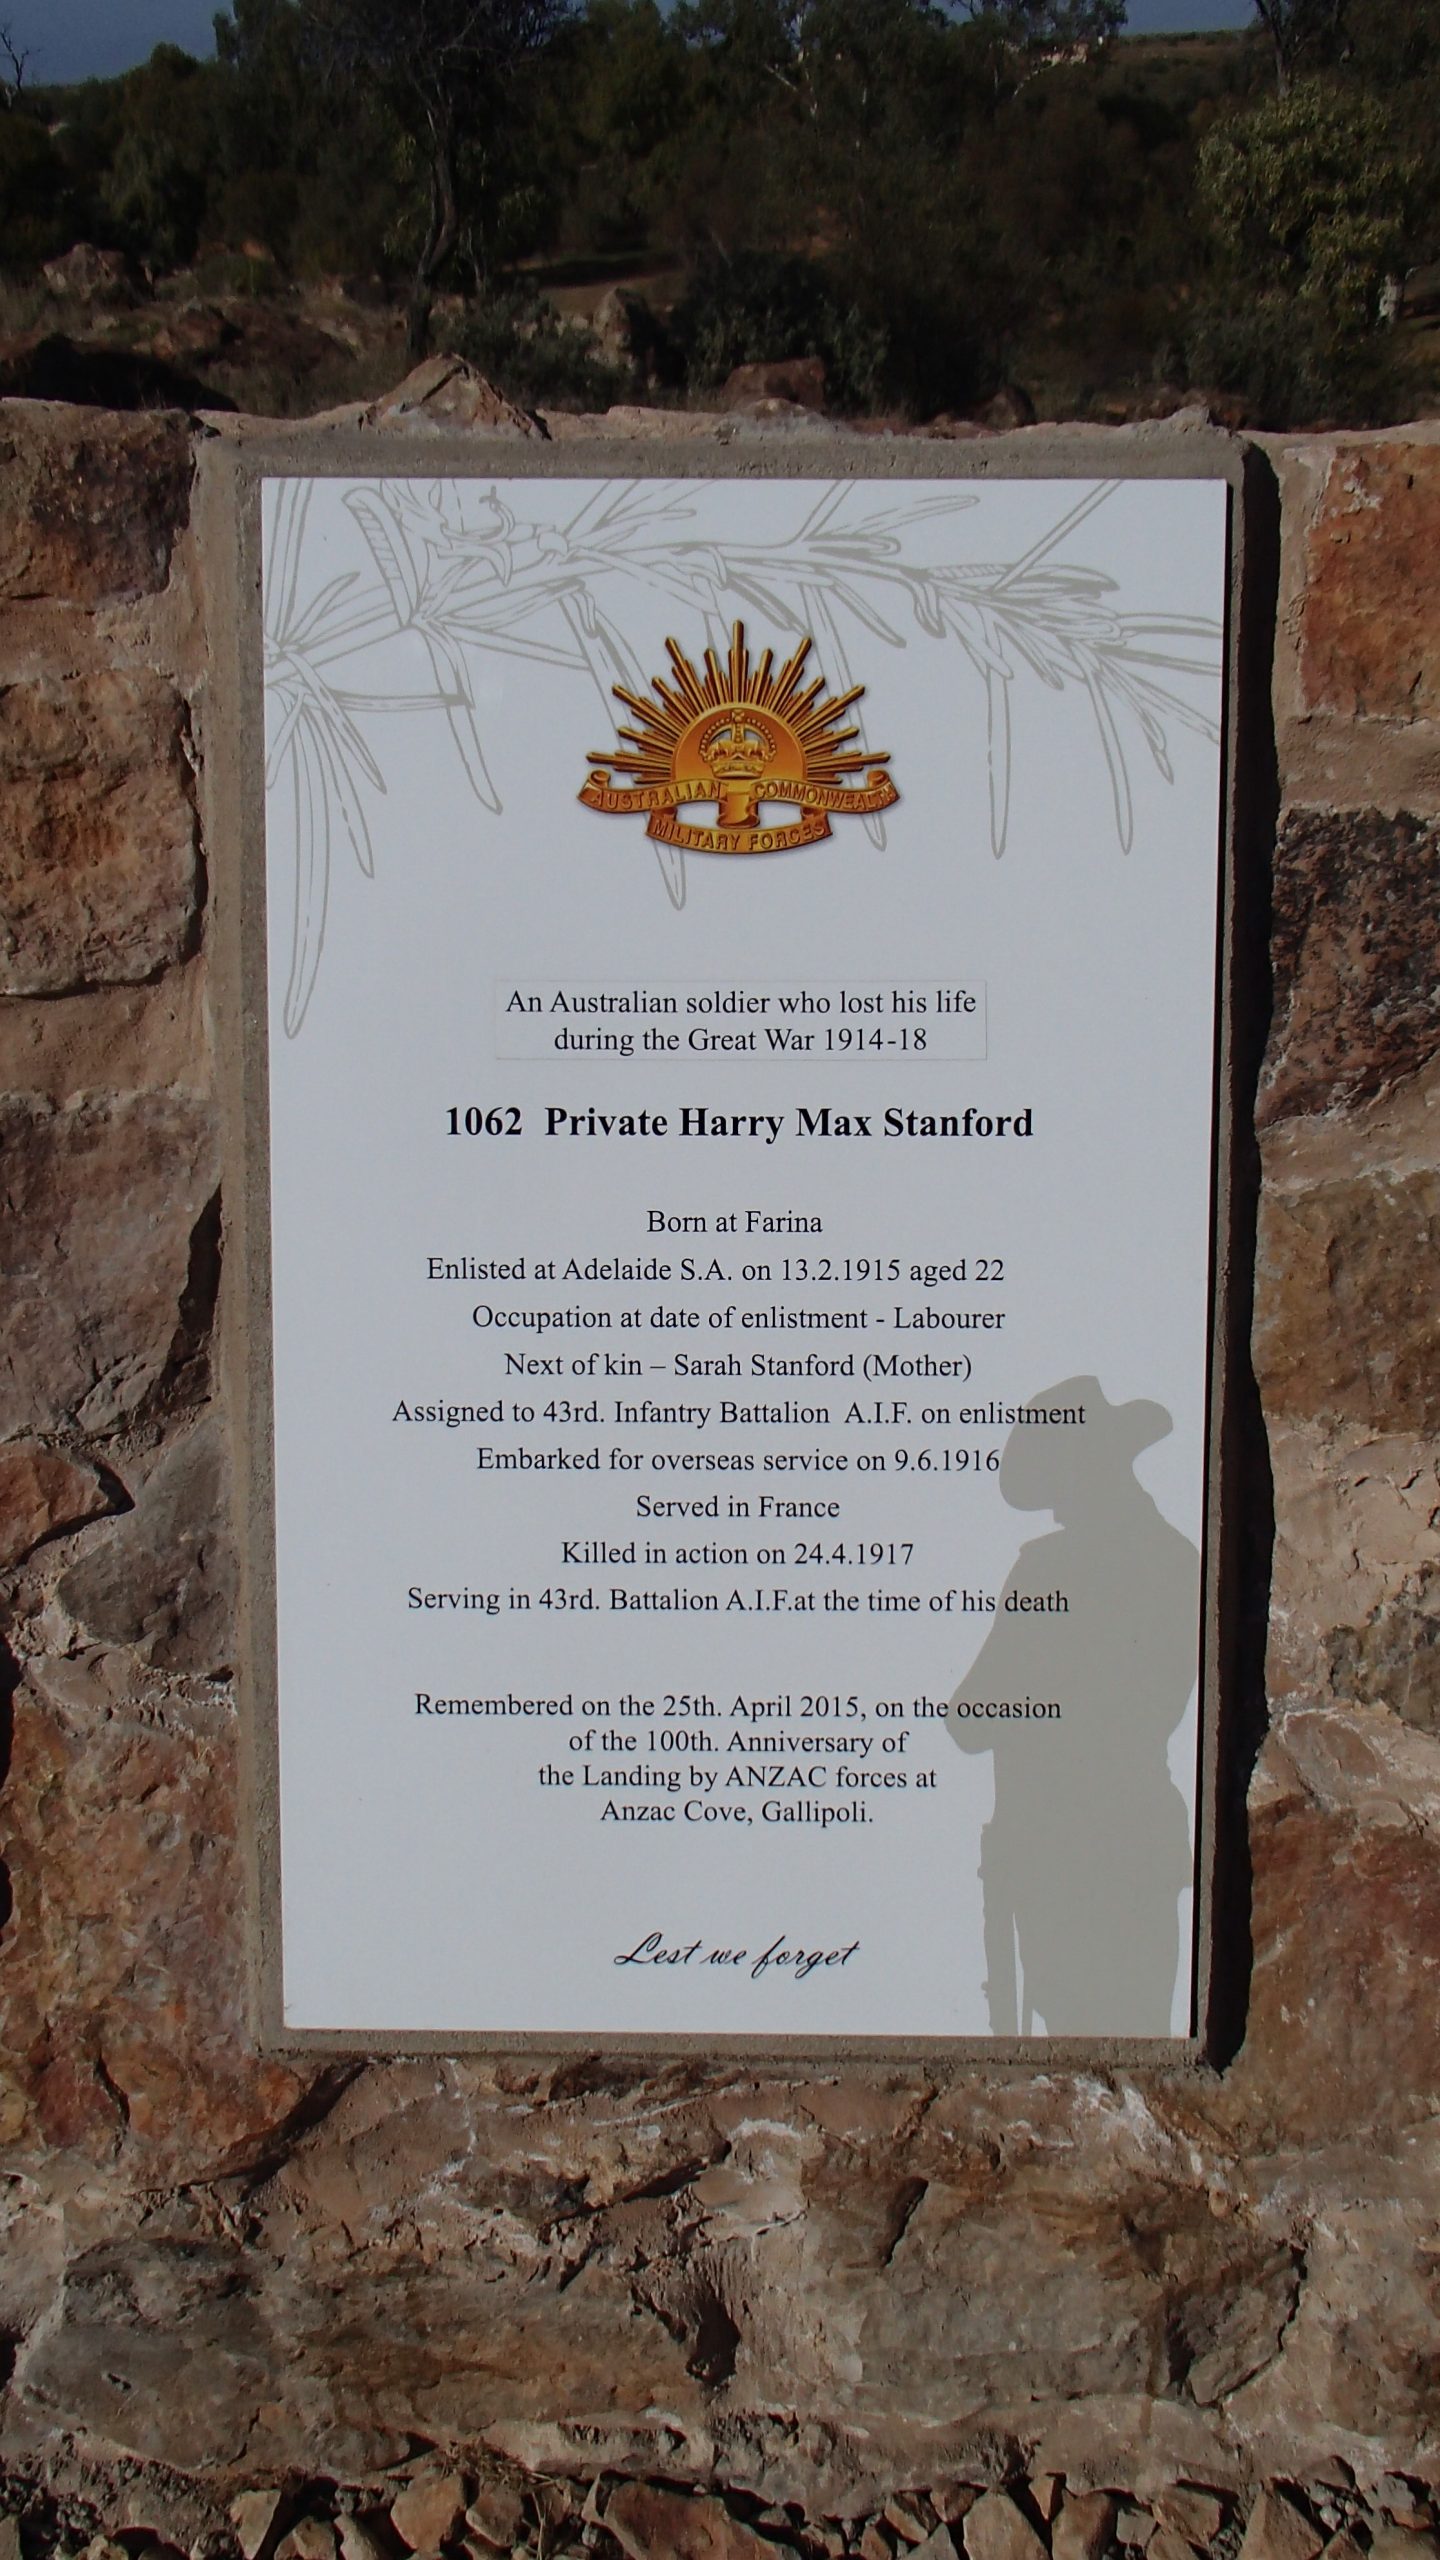 AUSTRALIAN COMMONWEALTH
MILITARY FORCES
An Australian soldier who lost his life
during the Great War 1914-18
1062 Private Harry Max Stanford
Born at Farina
Enlisted at Adelaide S.A. on 13.2.1915 aged 22
Occupation at date of enlistment - Labourer
Next of kin – Sarah Stanford (Mother)
Assigned to 43rd. Infantry Battalion A.I.F. on enlistment
Embarked for overseas service on 9.6.1916
Served in France
Killed in action on 24.4.1917
Serving in 43rd. Battalion A.I.F.at the time of his death
Remembered on the 25th. April 2015, on the occasion
of the 100th. Anniversary of
the Landing by ANZAC forces at
Anzac Cove, Gallipoli.
Lest we forget